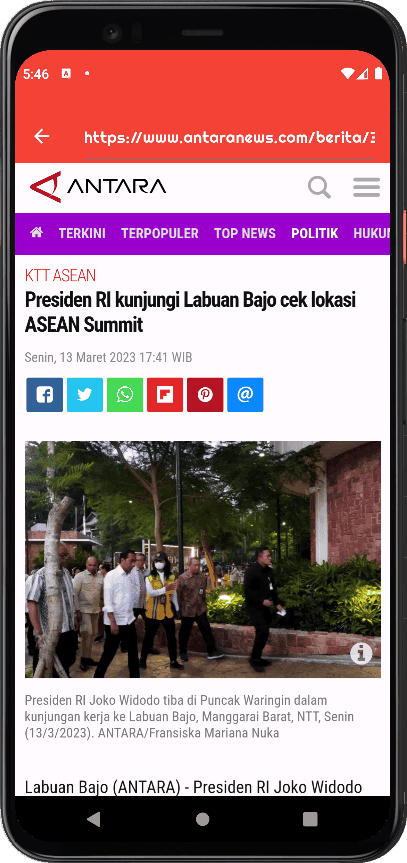 5:46
https://www.antaranews.com/berita/3
ANTARA
TERKINI TERPOPULER TOP NEWS POLITIK HUKUM
KTT ASEAN
Presiden RI kunjungi Labuan Bajo cek lokasi
ASEAN Summit
Senin, 13 Maret 2023 17:41 WIB
Presiden RI Joko Widodo tiba di Puncak Waringin dalam
kunjungan kerja ke Labuan Bajo, Manggarai Barat, NTT, Senin
(13/3/2023). ANTARA/Fransiska Mariana Nuka
Labuan Bajo (ANTARA) - Presiden RI Joko Widodo